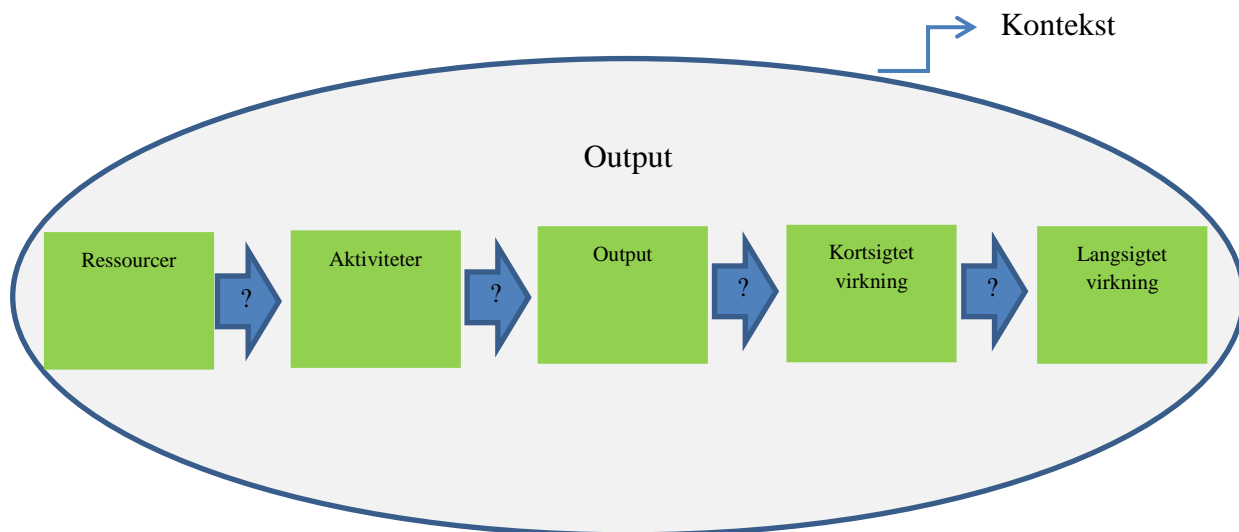 Kontekst
Output
Ressourcer
?
Aktiviteter
?
Output
?
Kortsigtet
virkning
?
Langsigtet
virkning